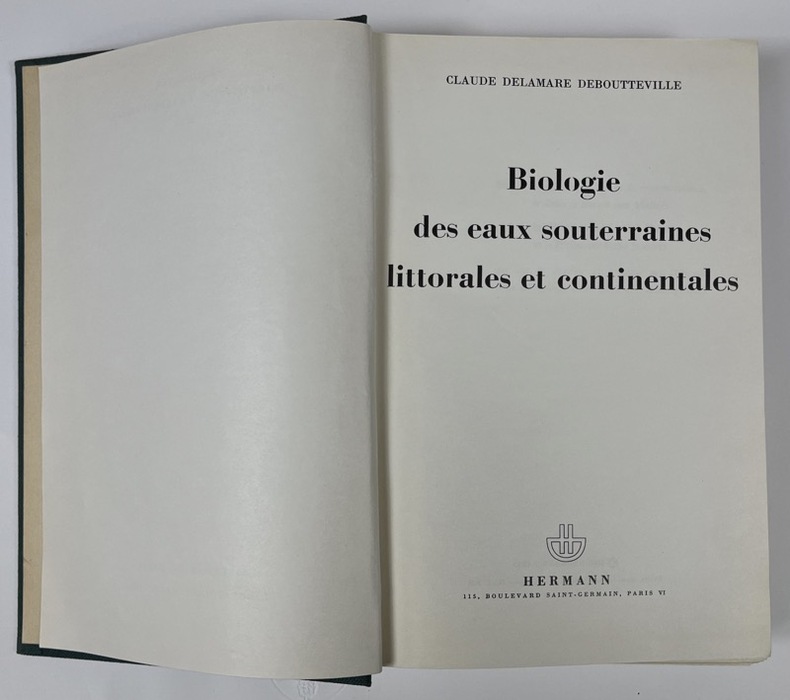 CLAUDE DELAMARE DEBOUTTEVILLE
Biologie
des eaux souterraines
littorales et continentales
HERMANN
115, BOULEVARD SAINT-GERMAIN, PARIS VI